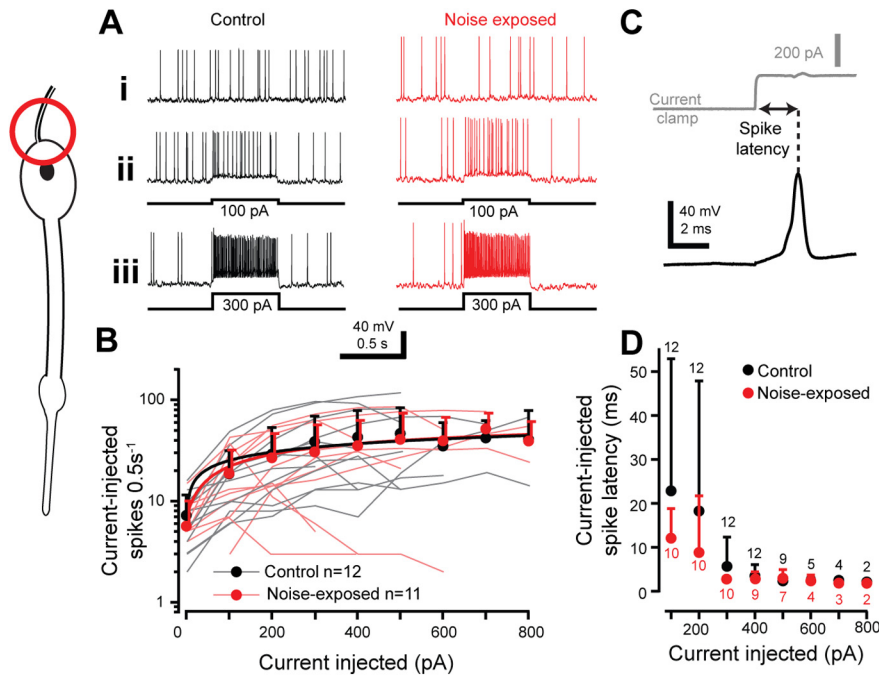 A
Control
Noise exposed
i
ii
100 pA
100 pA
iii
300 pA
300 pA
40 mV
0.5 s
B
Current-injected
spikes 0.5s-1
100
10
1
0
200
400
600
800
Current injected (pA)
Control n=12
Noise-exposed n=11
C
200 pA
Current
clamp
Spike
latency
40 mV
2 ms
D
Current-injected
spike latency (ms)
50
40
30
20
10
0
12
12
12
12
9
5
4
2
10
10
10
9
7
4
3
2
Control
Noise-exposed
200
400
600
800
Current injected (pA)